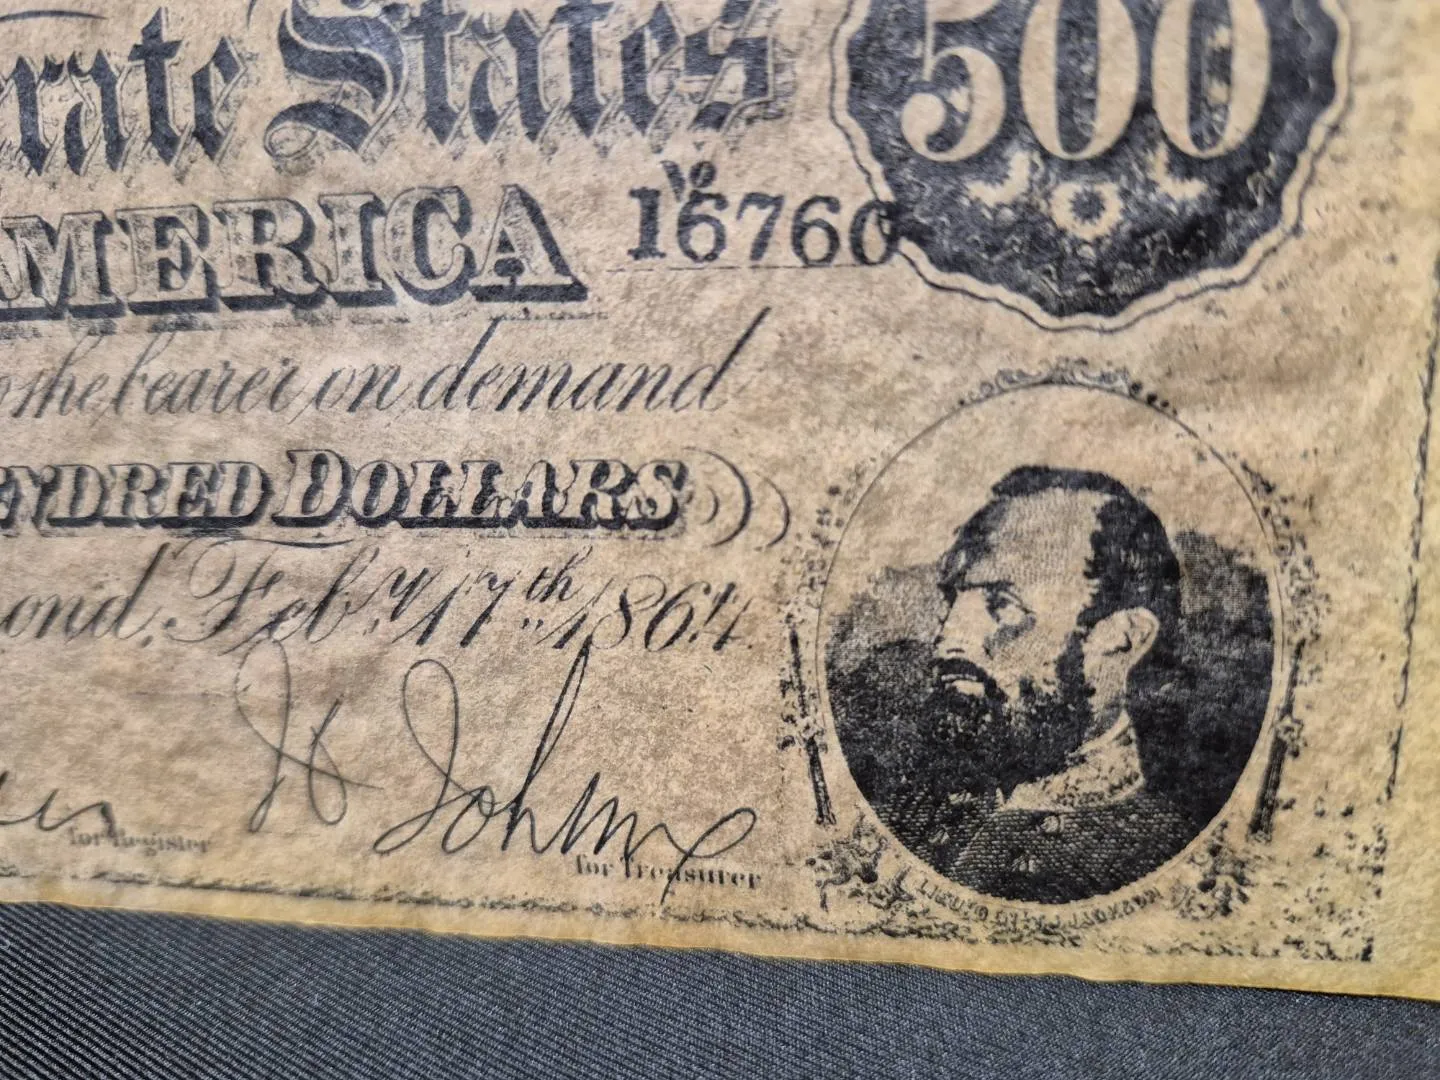 rate States
500
AMERICA
No
16760
the bearer on demand
NDRED DOLLARS
ond, Feb.y 17th 1864
Johnn
for Register
for Treasurer